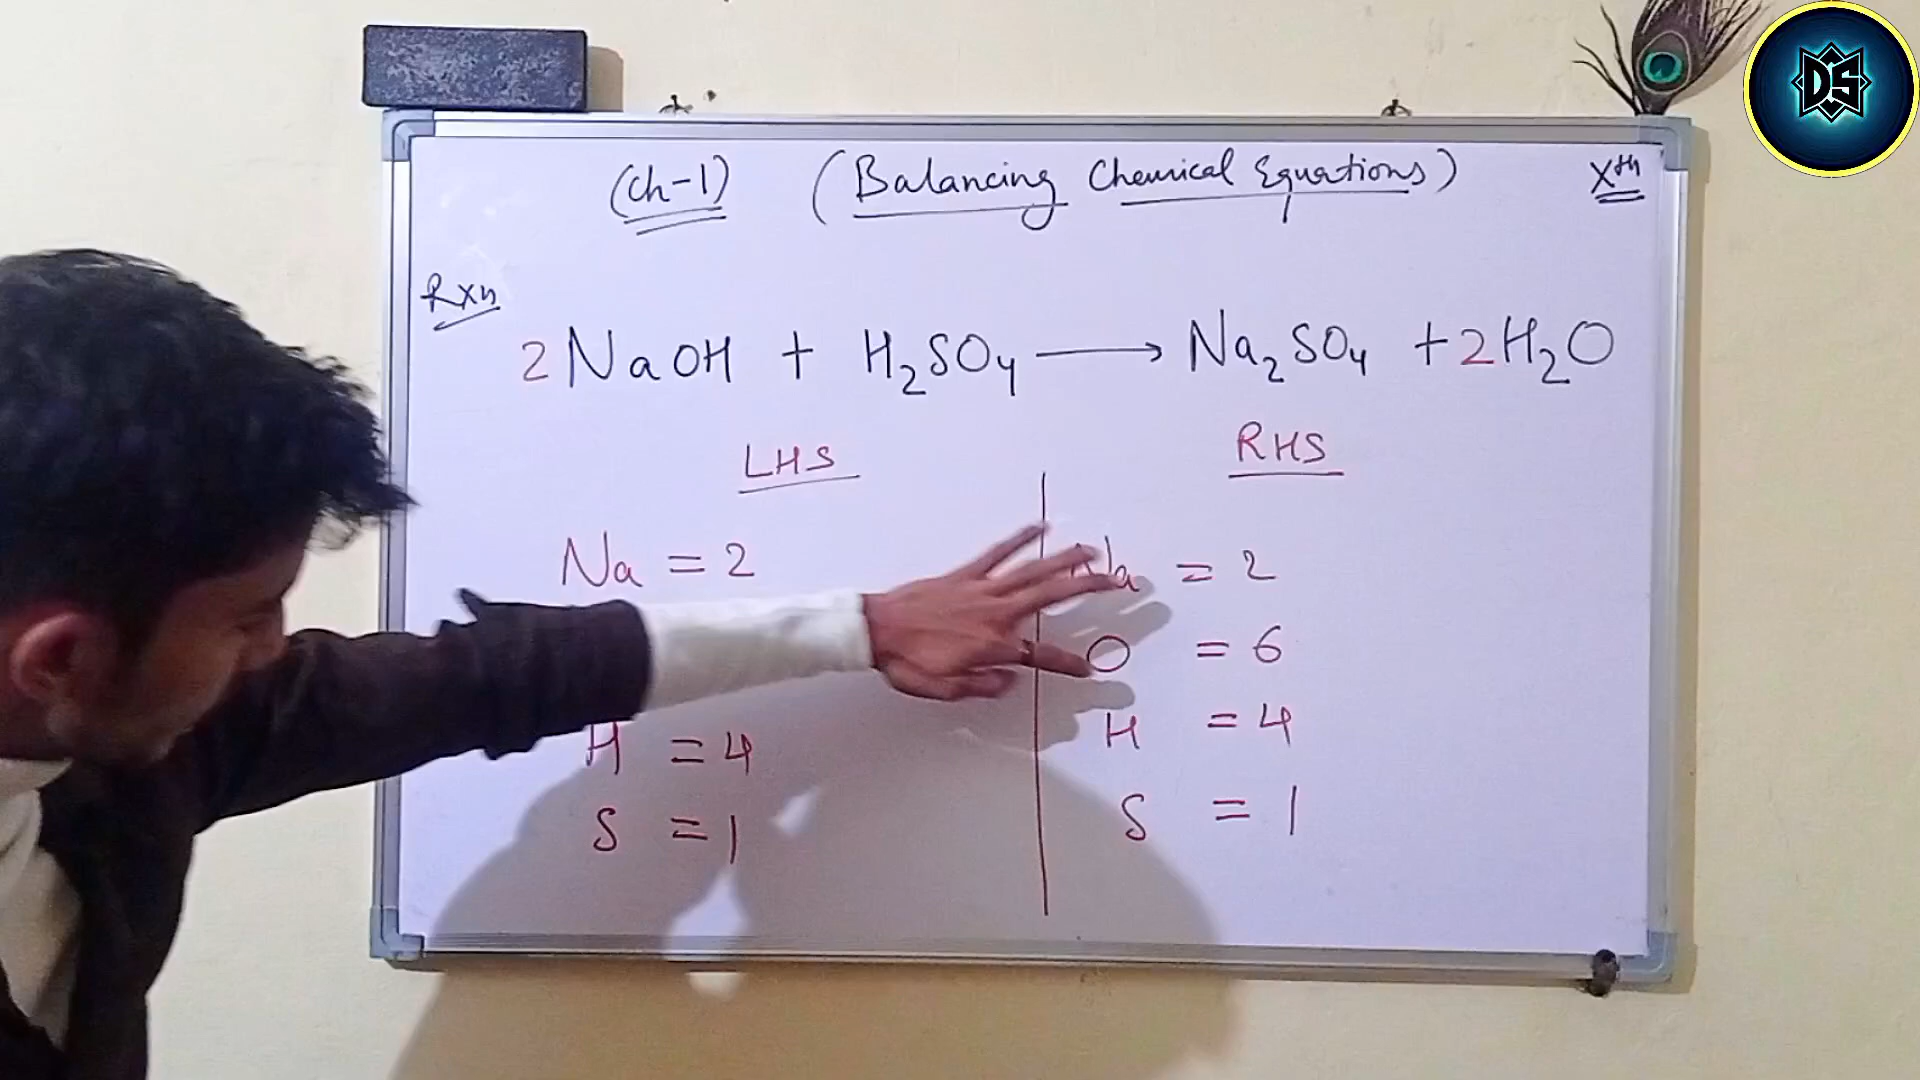 (Ch-1) (Balancing Chemical Equations) Xth
Rxn
2NaOH + H₂SO₄ ⟶ Na₂SO₄ + 2H₂O
LHS RHS
Na = 2 Na = 2
O = 6
H = 4 H = 4
S = 1 S = 1
DS